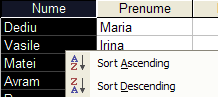 Nume Prenume
Dediu Maria
Vasile Irina
Matei Sort Ascending
Avram Sort Descending